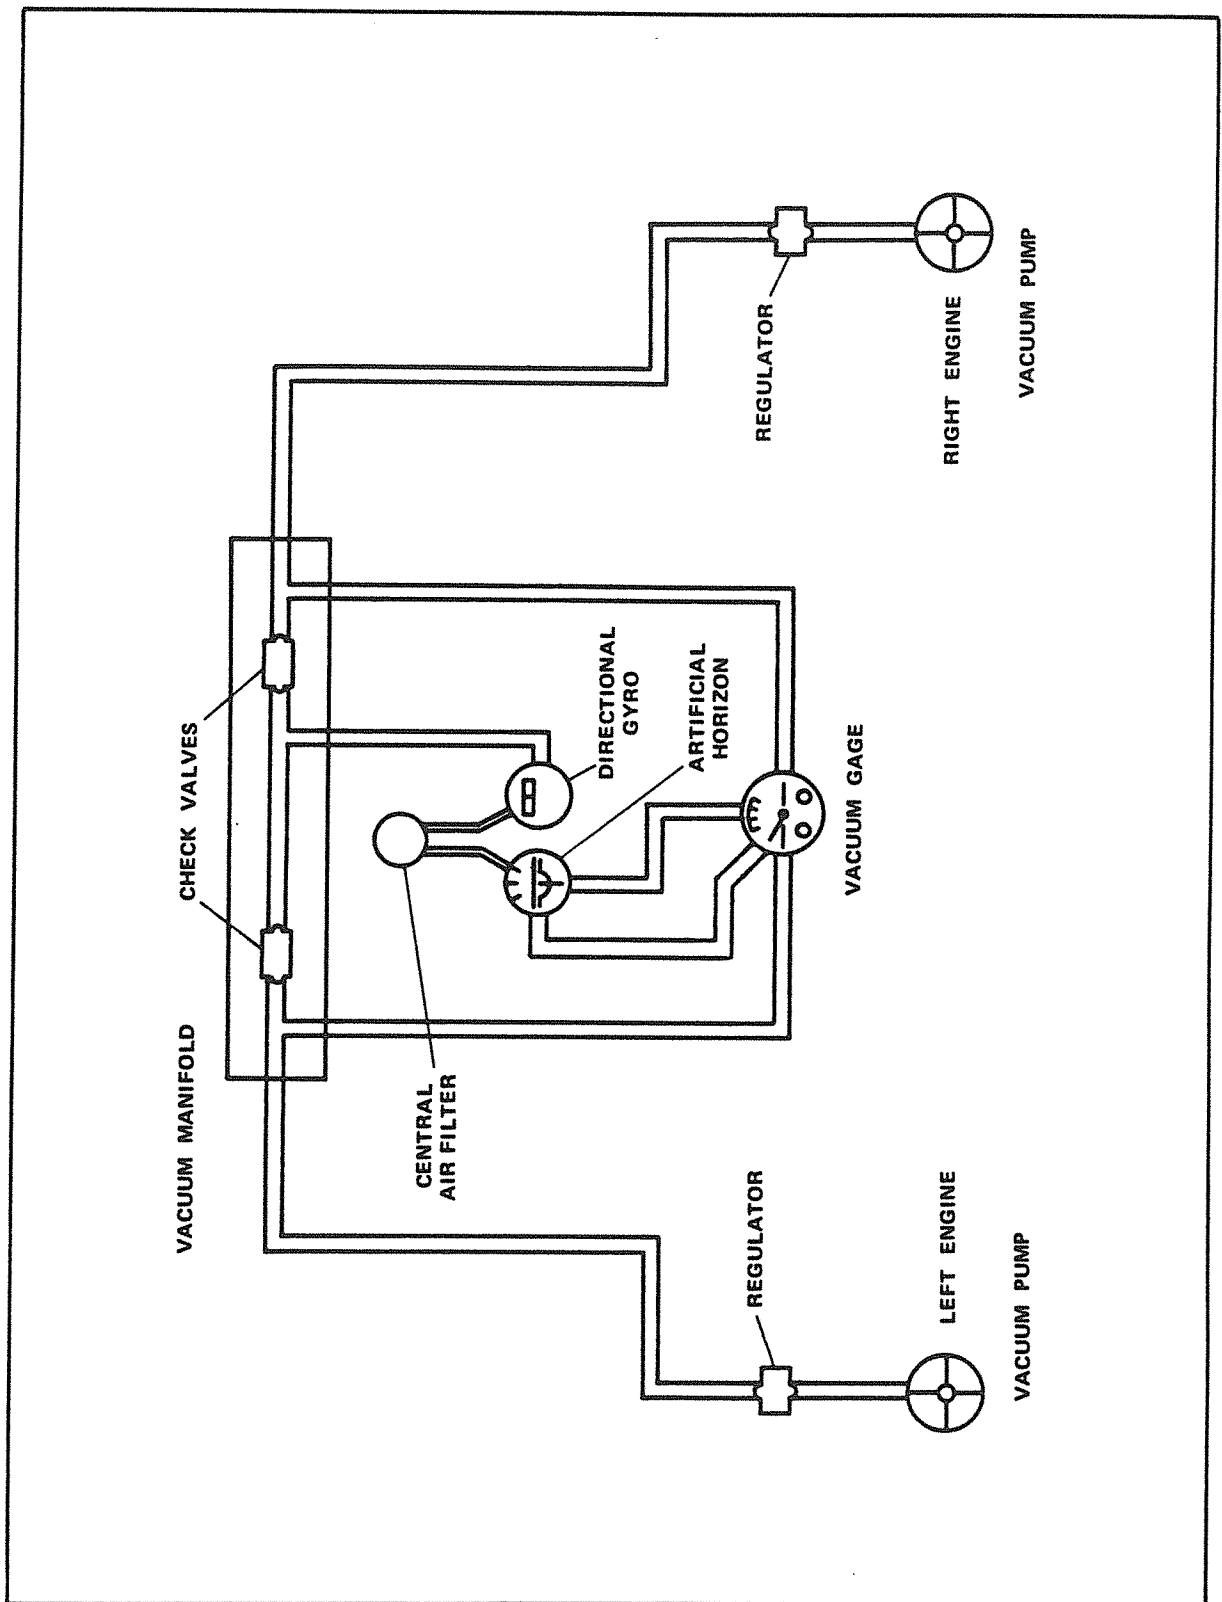 VACUUM MANIFOLD
CHECK VALVES
CENTRAL
AIR FILTER
DIRECTIONAL
GYRO
ARTIFICIAL
HORIZON
REGULATOR
REGULATOR
VACUUM GAGE
LEFT ENGINE
RIGHT ENGINE
VACUUM PUMP
VACUUM PUMP